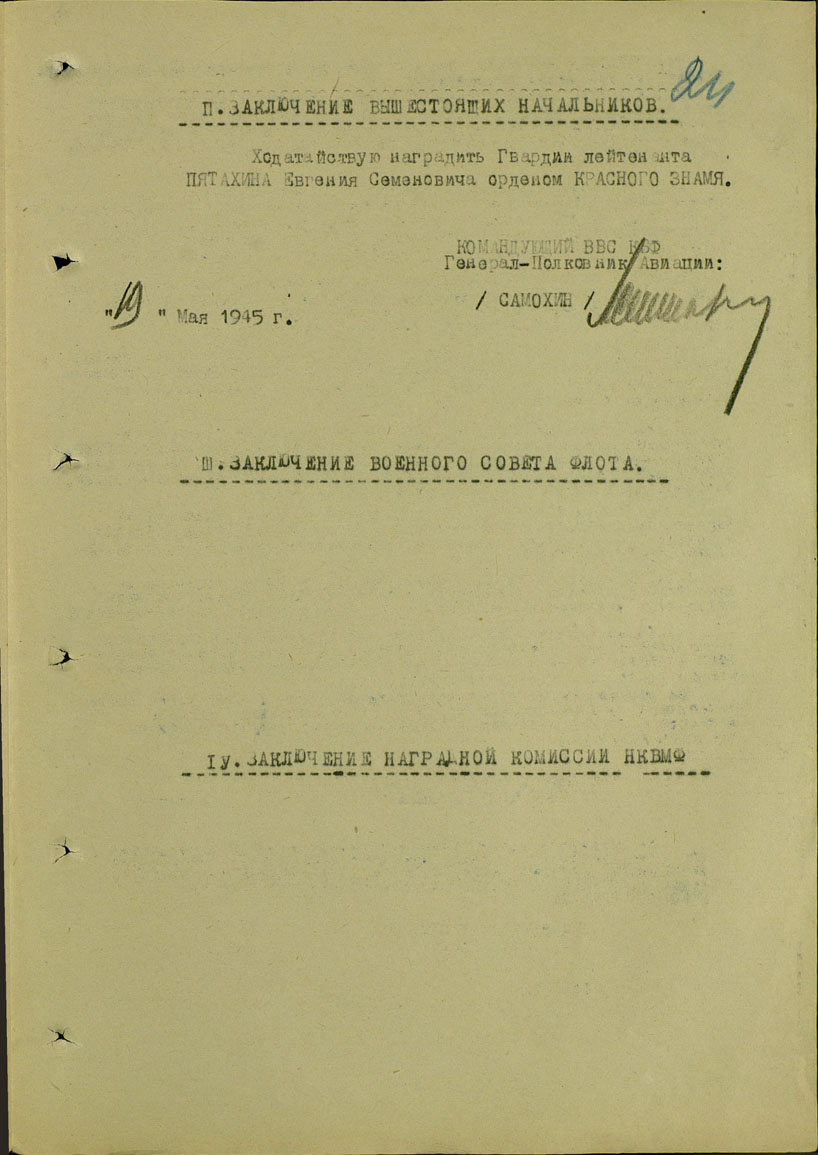 24
П. ЗАКЛЮЧЕНИЕ ВЫШЕСТОЯЩИХ НАЧАЛЬНИКОВ.
Ходатайствую наградить Гвардии лейтенанта
ПЯТАХИНА Евгения Семеновича орденом КРАСНОГО ЗНАМЯ.
КОМАНДУЮЩИЙ ВВС КБФ
Генерал-Полковник Авиации:
/ САМОХИН /
"19" Мая 1945 г.
Ш. ЗАКЛЮЧЕНИЕ ВОЕННОГО СОВЕТА ФЛОТА.
IУ. ЗАКЛЮЧЕНИЕ НАГРАДНОЙ КОМИССИИ НКВМФ